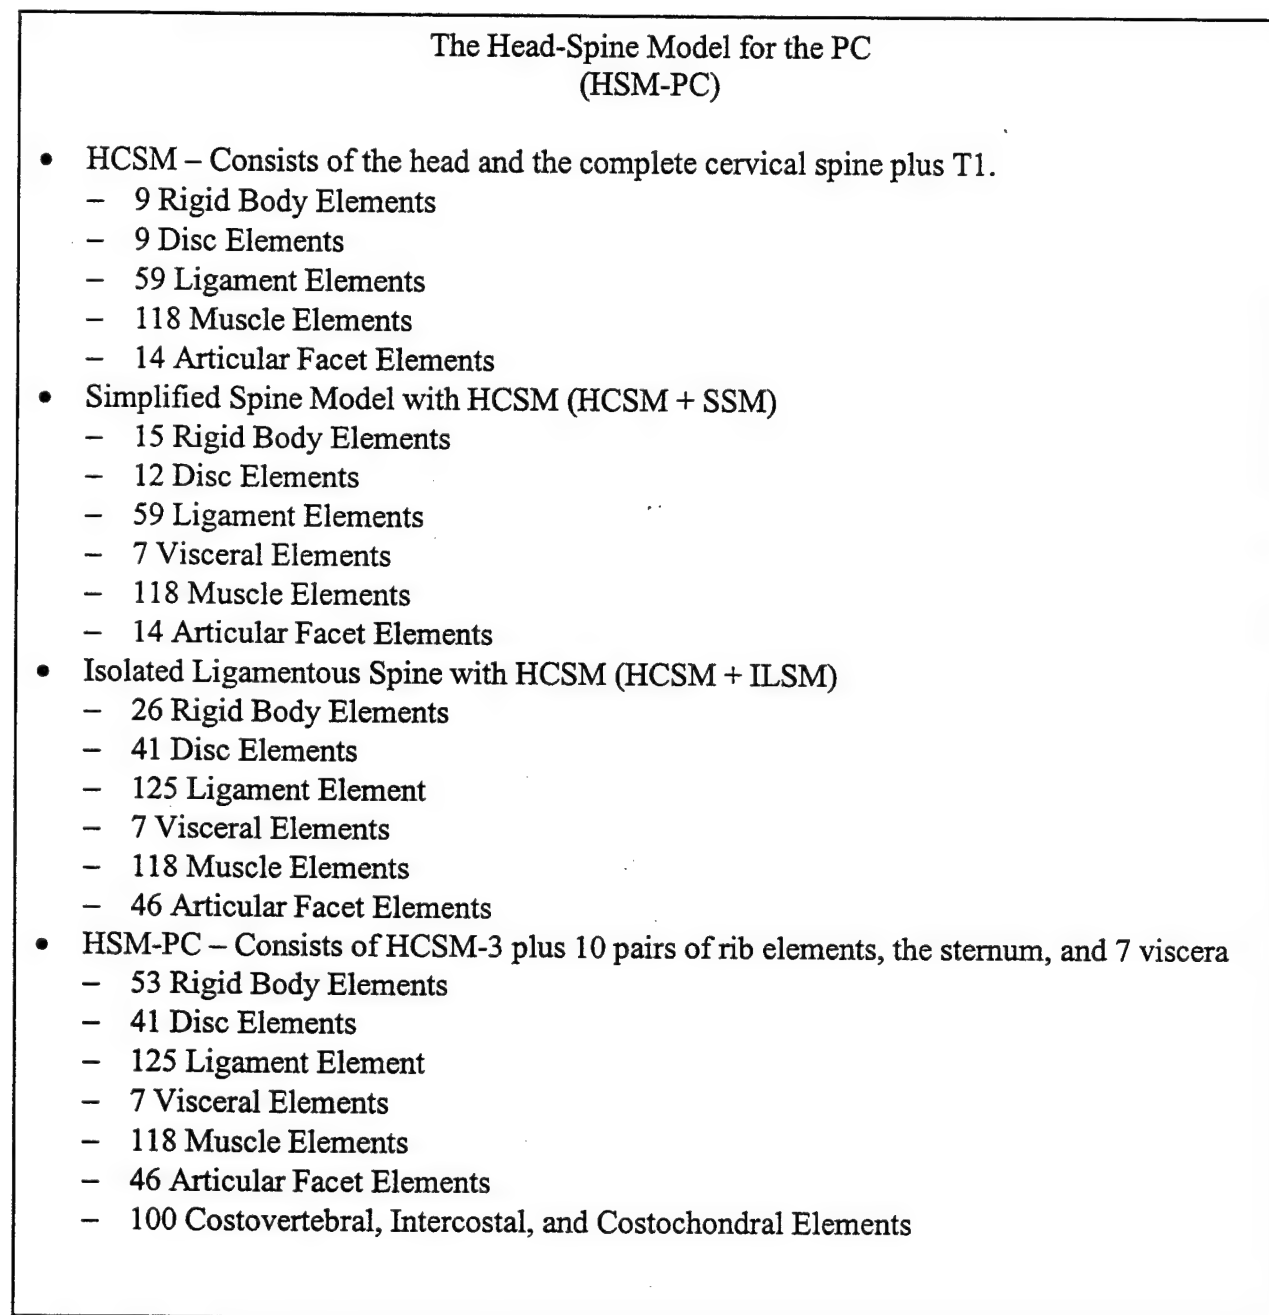 The Head-Spine Model for the PC
(HSM-PC)
• HCSM – Consists of the head and the complete cervical spine plus T1.
– 9 Rigid Body Elements
– 9 Disc Elements
– 59 Ligament Elements
– 118 Muscle Elements
– 14 Articular Facet Elements
• Simplified Spine Model with HCSM (HCSM + SSM)
– 15 Rigid Body Elements
– 12 Disc Elements
– 59 Ligament Elements
– 7 Visceral Elements
– 118 Muscle Elements
– 14 Articular Facet Elements
• Isolated Ligamentous Spine with HCSM (HCSM + ILSM)
– 26 Rigid Body Elements
– 41 Disc Elements
– 125 Ligament Element
– 7 Visceral Elements
– 118 Muscle Elements
– 46 Articular Facet Elements
• HSM-PC – Consists of HCSM-3 plus 10 pairs of rib elements, the sternum, and 7 viscera
– 53 Rigid Body Elements
– 41 Disc Elements
– 125 Ligament Element
– 7 Visceral Elements
– 118 Muscle Elements
– 46 Articular Facet Elements
– 100 Costovertebral, Intercostal, and Costochondral Elements